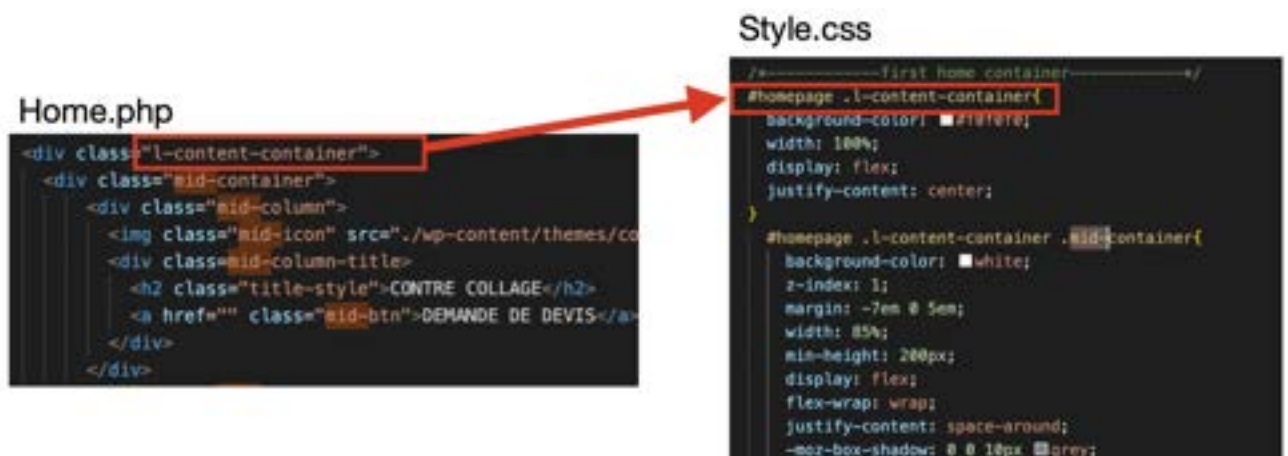 Style.css
/*------------first home container------------*/
#homepage .l-content-container{
background-color: #f0f0f0;
width: 100%;
display: flex;
justify-content: center;
}
#homepage .l-content-container .mid-container{
background-color: white;
z-index: 1;
margin: -7em 0 5em;
width: 85%;
min-height: 200px;
display: flex;
flex-wrap: wrap;
justify-content: space-around;
-moz-box-shadow: 0 0 10px grey;
Home.php
<div class="l-content-container">
<div class="mid-container">
<div class="mid-column">
<img class="mid-icon" src="./wp-content/themes/co
<div class=mid-column-title>
<h2 class="title-style">CONTRE COLLAGE</h2>
<a href="" class="mid-btn">DEMANDE DE DEVIS</a>
</div>
</div>